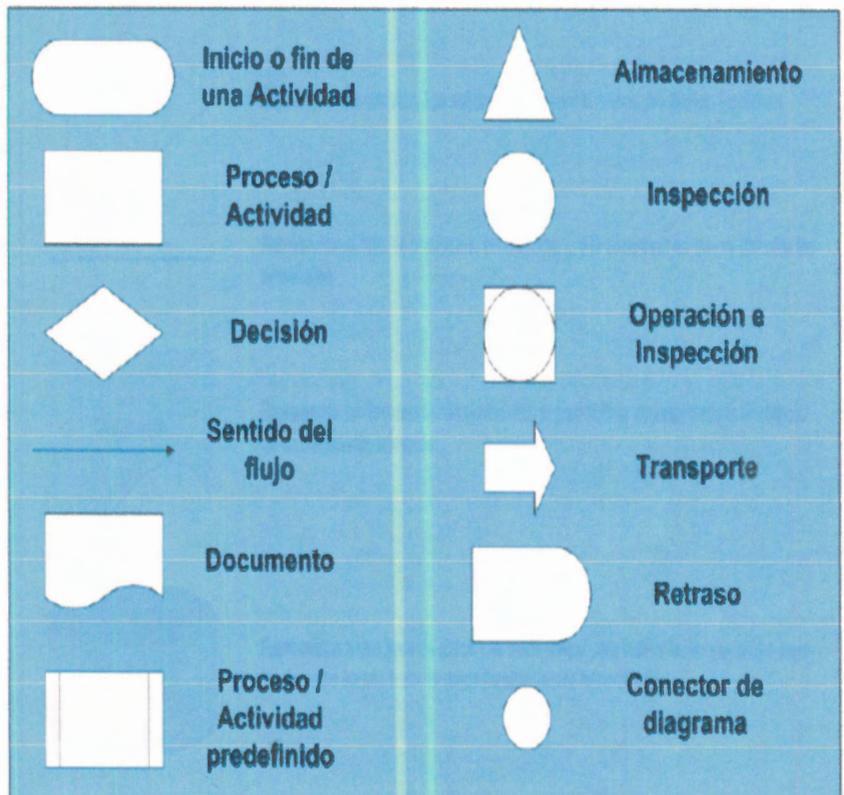 Inicio o fin de
una Actividad
Proceso /
Actividad
Decisión
Sentido del
flujo
Documento
Proceso /
Actividad
predefinido
Almacenamiento
Inspección
Operación e
Inspección
Transporte
Retraso
Conector de
diagrama